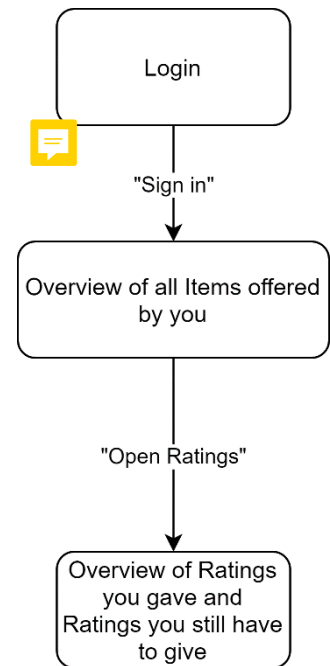 Login
"Sign in"
Overview of all Items offered
by you
"Open Ratings"
Overview of Ratings
you gave and
Ratings you still have
to give